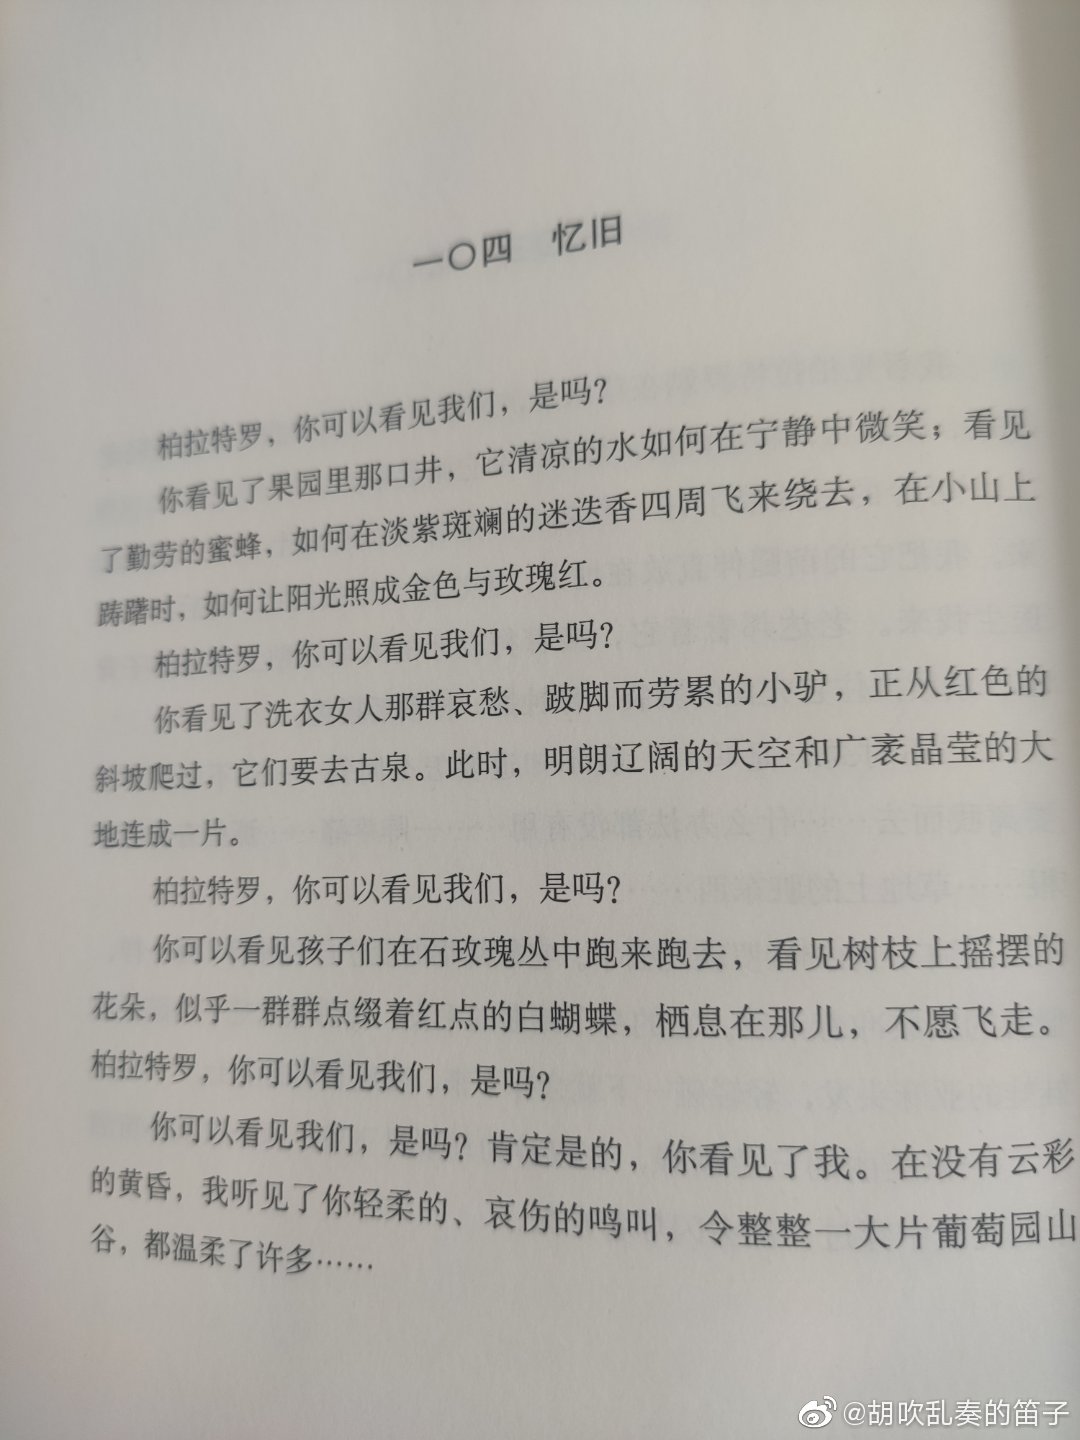 一〇四 忆旧
柏拉特罗，你可以看见我们，是吗？
你看见了果园里那口井，它清凉的水如何在宁静中微笑；看见
了勤劳的蜜蜂，如何在淡紫斑斓的迷迭香四周飞来绕去，在小山上
踌躇时，如何让阳光照成金色与玫瑰红。
柏拉特罗，你可以看见我们，是吗？
你看见了洗衣女人那群哀愁、跛脚而劳累的小驴，正从红色的
斜坡爬过，它们要去古泉。此时，明朗辽阔的天空和广袤晶莹的大
地连成一片。
柏拉特罗，你可以看见我们，是吗？
你可以看见孩子们在石玫瑰丛中跑来跑去，看见树枝上摇摆的
花朵，似乎一群群点缀着红点的白蝴蝶，栖息在那儿，不愿飞走。
柏拉特罗，你可以看见我们，是吗？
你可以看见我们，是吗？肯定是的，你看见了我。在没有云彩
的黄昏，我听见了你轻柔的、哀伤的鸣叫，令整整一大片葡萄园山
谷，都温柔了许多……
@胡吹乱奏的笛子